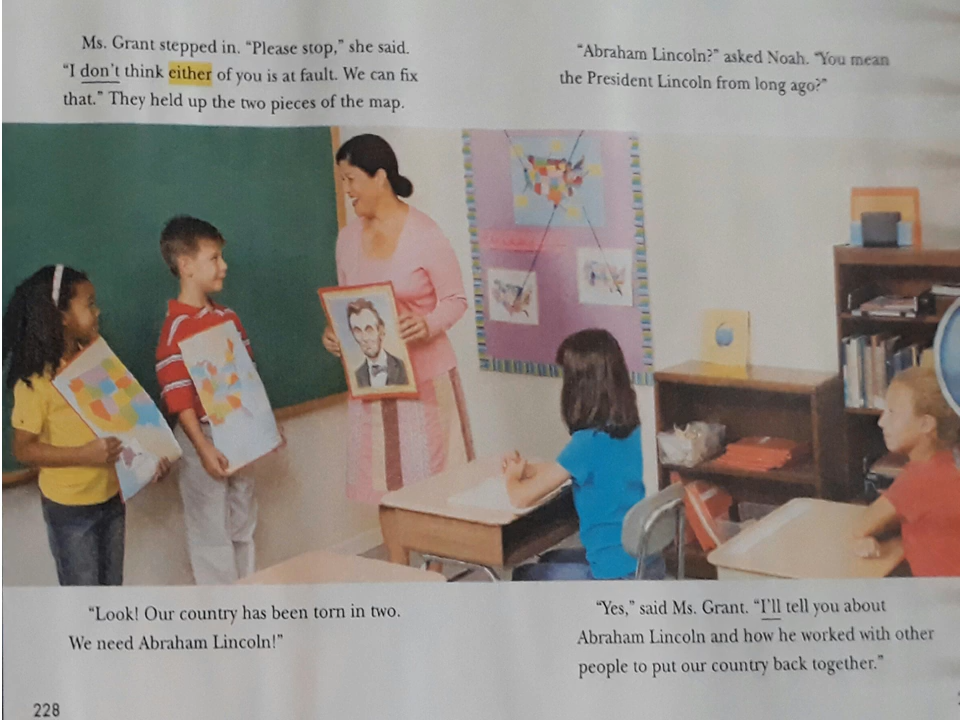 Ms. Grant stepped in. “Please stop,” she said.
“I don’t think either of you is at fault. We can fix
that.” They held up the two pieces of the map.
“Look! Our country has been torn in two.
We need Abraham Lincoln!”
228
“Abraham Lincoln?” asked Noah. “You mean
the President Lincoln from long ago?”
“Yes,” said Ms. Grant. “I’ll tell you about
Abraham Lincoln and how he worked with other
people to put our country back together.”